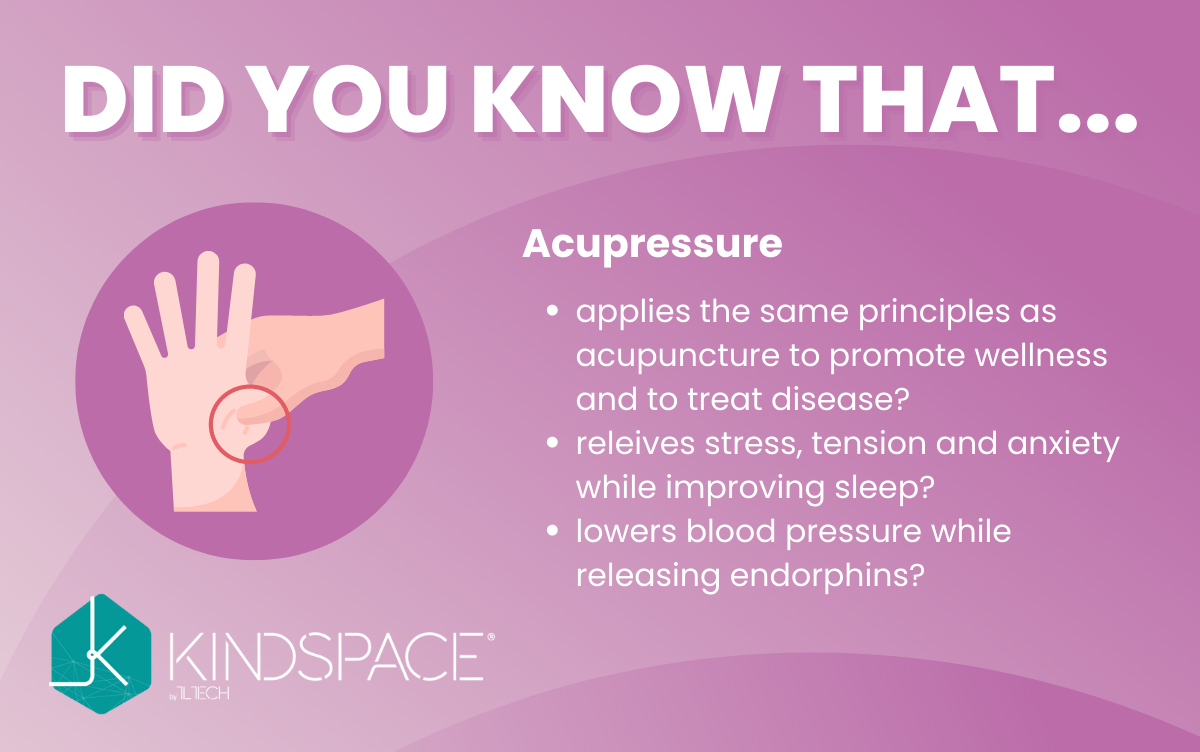 DID YOU KNOW THAT...
Acupressure
• applies the same principles as
acupuncture to promote wellness
and to treat disease?
• releives stress, tension and anxiety
while improving sleep?
• lowers blood pressure while
releasing endorphins?
KINDSPACE®
by TLTECH